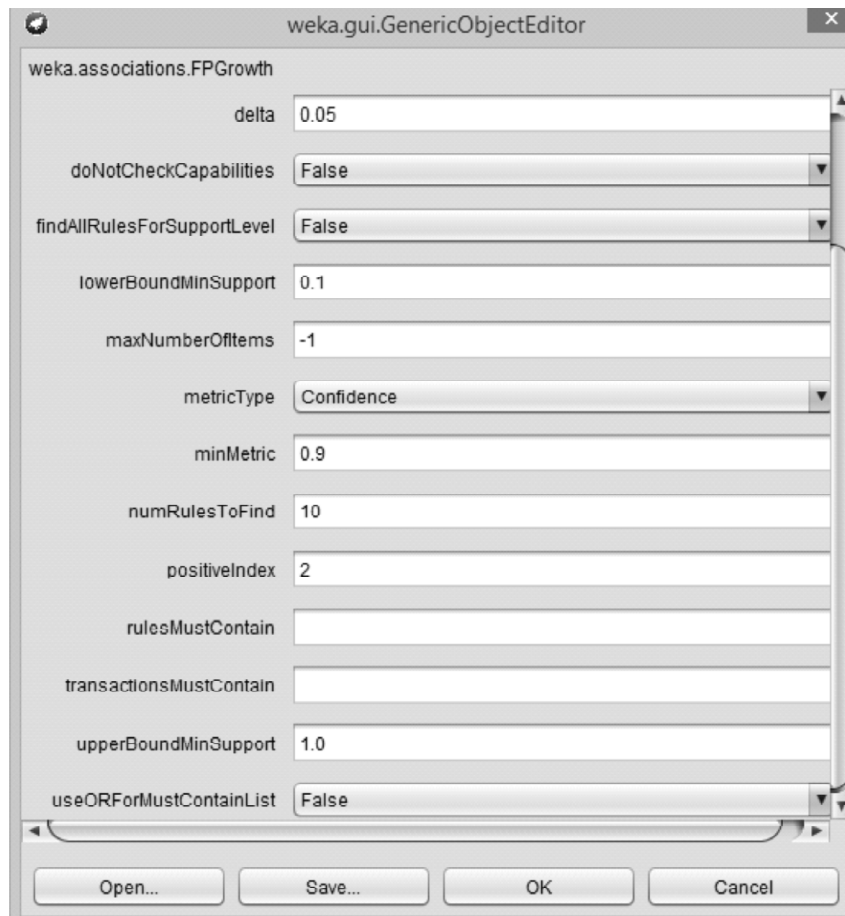 weka.gui.GenericObjectEditor
weka.associations.FPGrowth
delta 0.05
doNotCheckCapabilities False
findAllRulesForSupportLevel False
lowerBoundMinSupport 0.1
maxNumberOfItems -1
metricType Confidence
minMetric 0.9
numRulesToFind 10
positiveIndex 2
rulesMustContain
transactionsMustContain
upperBoundMinSupport 1.0
useORForMustContainList False
Open... Save... OK Cancel